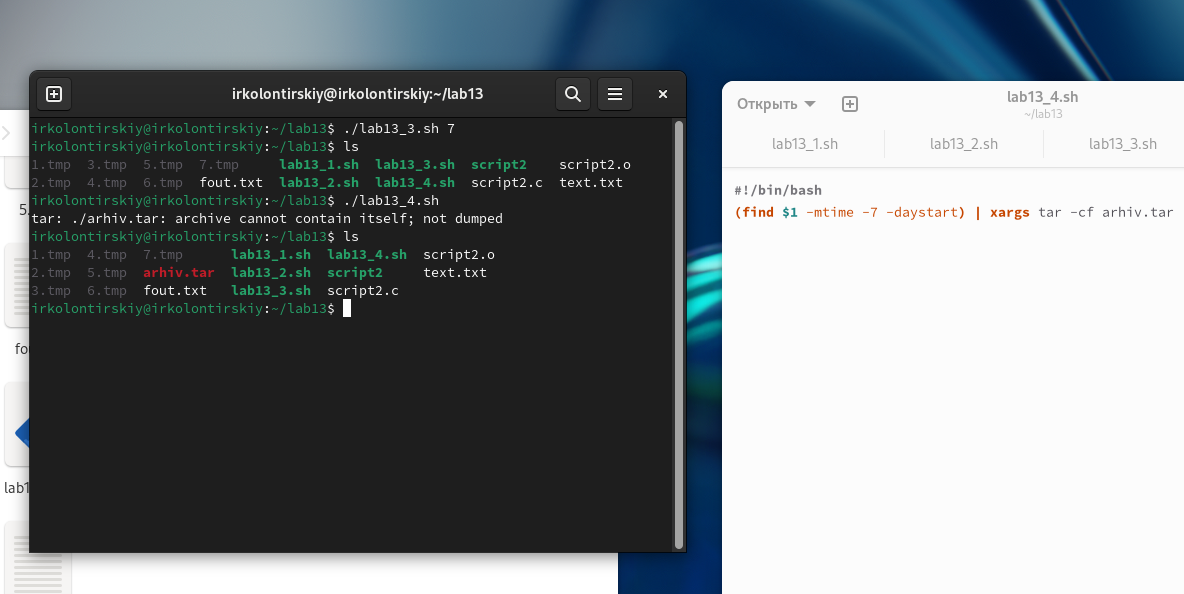 irkolontirskiy@irkolontirskiy:~/lab13
irkolontirskiy@irkolontirskiy:~/lab13$ ./lab13_3.sh 7
irkolontirskiy@irkolontirskiy:~/lab13$ ls
1.tmp  3.tmp  5.tmp  7.tmp     lab13_1.sh  lab13_3.sh  script2    script2.o
2.tmp  4.tmp  6.tmp  fout.txt  lab13_2.sh  lab13_4.sh  script2.c  text.txt
irkolontirskiy@irkolontirskiy:~/lab13$ ./lab13_4.sh
tar: ./arhiv.tar: archive cannot contain itself; not dumped
irkolontirskiy@irkolontirskiy:~/lab13$ ls
1.tmp  4.tmp  7.tmp      lab13_1.sh  lab13_4.sh  script2.o
2.tmp  5.tmp  arhiv.tar  lab13_2.sh  script2     text.txt
3.tmp  6.tmp  fout.txt   lab13_3.sh  script2.c
irkolontirskiy@irkolontirskiy:~/lab13$
Открыть
lab13_4.sh
~/lab13
lab13_1.sh lab13_2.sh lab13_3.sh
#!/bin/bash
(find $1 -mtime -7 -daystart) | xargs tar -cf arhiv.tar